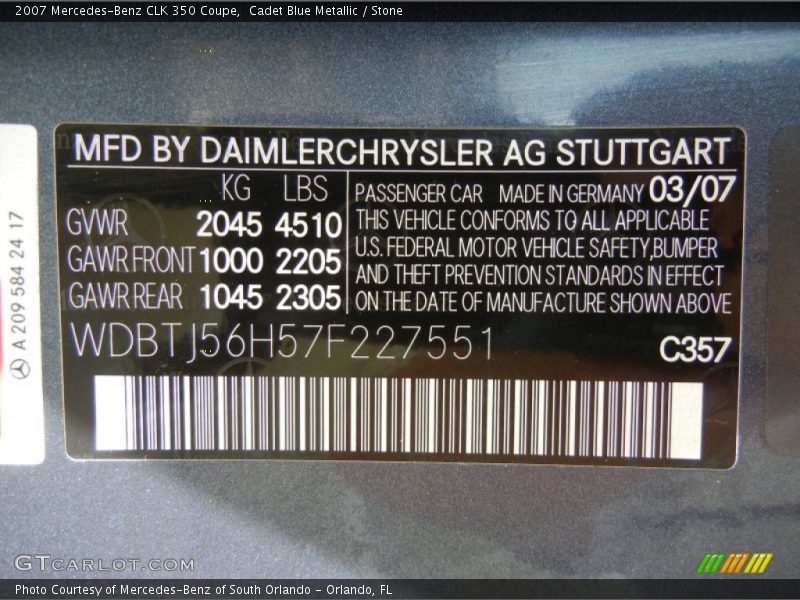 2007 Mercedes-Benz CLK 350 Coupe,  Cadet Blue Metallic / Stone
MFD BY DAIMLERCHRYSLER AG STUTTGART
KG LBS
GVWR 2045 4510
GAWR FRONT 1000 2205
GAWR REAR 1045 2305
PASSENGER CAR MADE IN GERMANY 03/07
THIS VEHICLE CONFORMS TO ALL APPLICABLE
U.S. FEDERAL MOTOR VEHICLE SAFETY,BUMPER
AND THEFT PREVENTION STANDARDS IN EFFECT
ON THE DATE OF MANUFACTURE SHOWN ABOVE
WDBTJ56H57F227551
C357
A 209 584 24 17
GTCARLOT.COM
Photo Courtesy of Mercedes-Benz of South Orlando - Orlando, FL